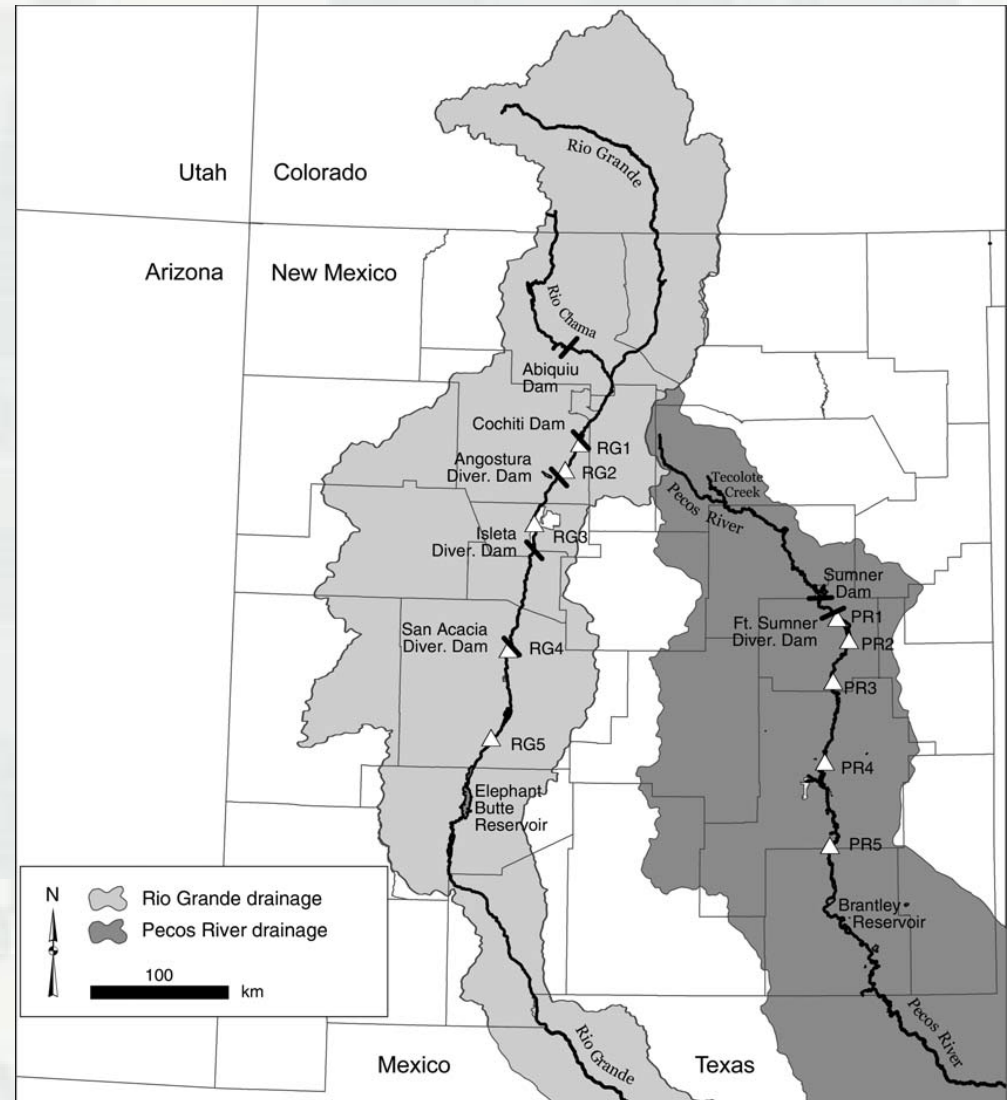 Rio Grande
Utah
Colorado
Arizona
New Mexico
Rio Chama
Abiquiu
Dam
Cochiti Dam
RG1
Angostura
Diver. Dam
RG2
Tecolote
Creek
Pecos River
Isleta
Diver. Dam
RG3
Sumner
Dam
Ft. Sumner
Diver. Dam
PR1
PR2
San Acacia
Diver. Dam
RG4
PR3
RG5
PR4
Elephant
Butte
Reservoir
PR5
Brantley
Reservoir
N
Rio Grande drainage
Pecos River drainage
100
km
Pecos River
Rio Grande
Mexico
Texas